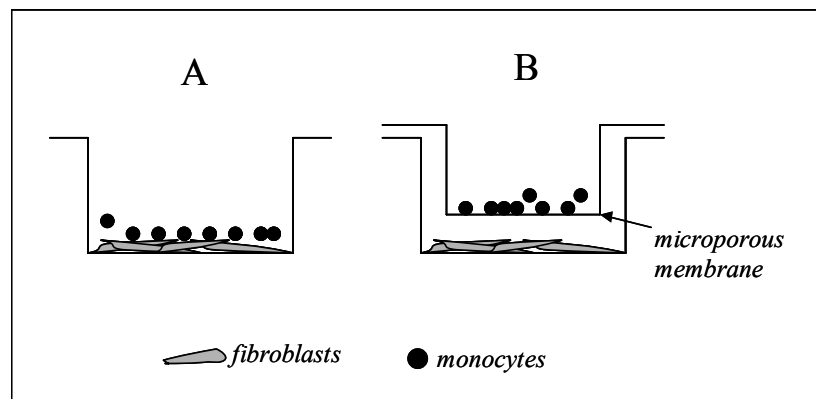 A
B
microporous
membrane
fibroblasts
monocytes